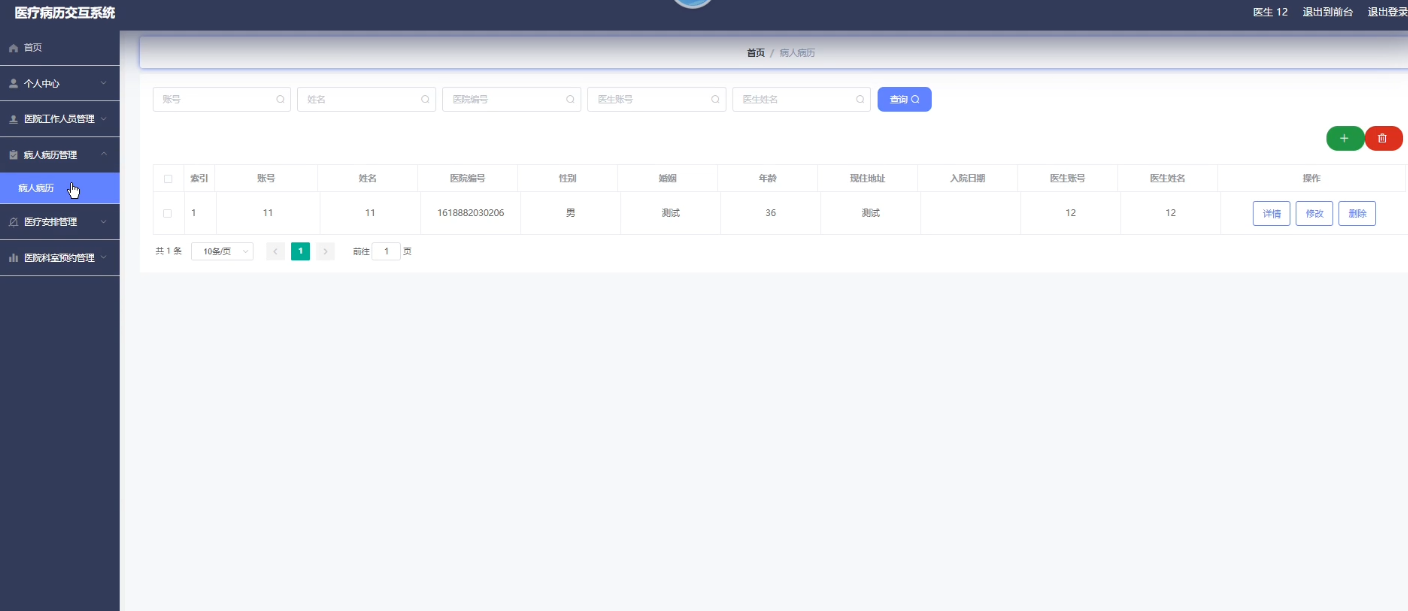 医疗病历交互系统
医生 12 退出到前台 退出登录
首页
个人中心
医院工作人员管理
病人病历管理
病人病历
医疗安排管理
医院科室预约管理
首页 / 病人病历
账号 姓名 医院编号 医生账号 医生姓名 查询
索引 账号 姓名 医院编号 性别 婚姻 年龄 现住地址 入院日期 医生账号 医生姓名 操作
1 11 11 1618882030206 男 测试 36 测试 12 12 详情 修改 删除
共 1 条 10条/页 1 前往 1 页